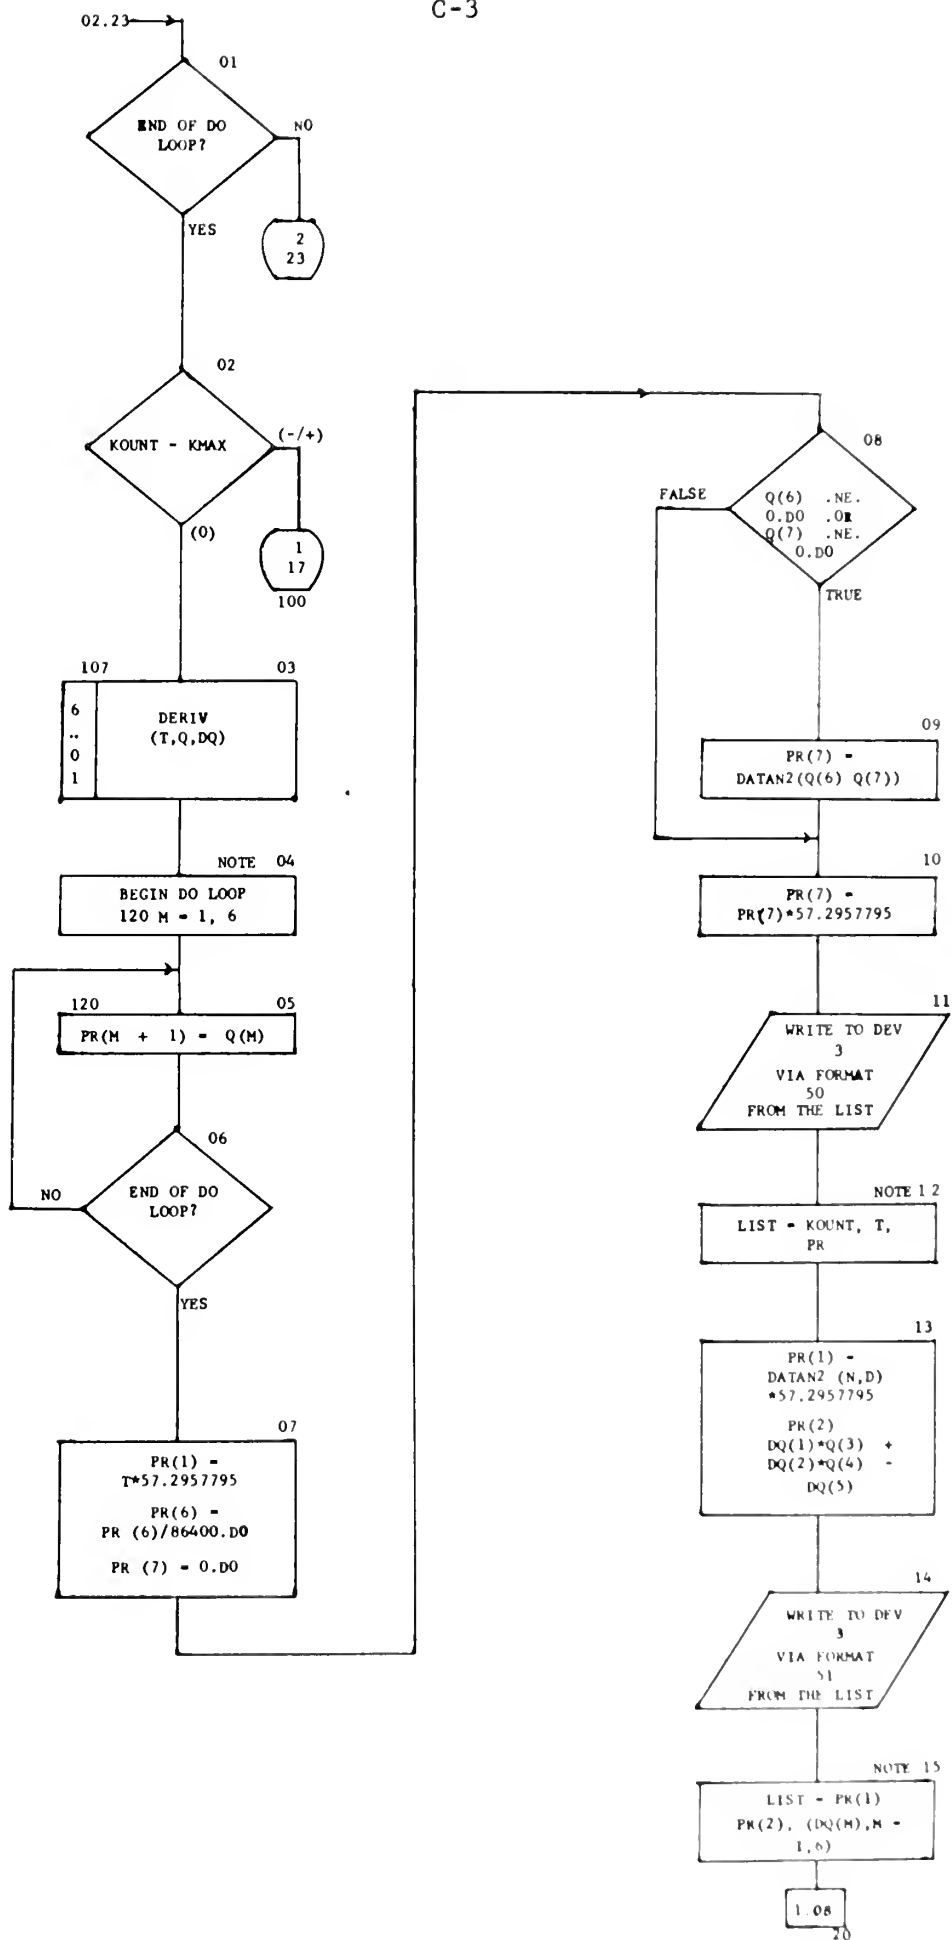 C-3
02.23
01
END OF DO
LOOP?
NO
2
23
YES
02
KOUNT - KMAX
(-/+)
1
17
100
(0)
107
03
6
..
0
1
DERIV
(T,Q,DQ)
NOTE 04
BEGIN DO LOOP
120 M = 1, 6
120
05
PR(M + 1) = Q(M)
06
END OF DO
LOOP?
NO
YES
07
PR(1) =
T*57.2957795
PR(6) =
PR (6)/86400.D0
PR (7) = 0.D0
08
FALSE
Q(6) .NE.
0.D0 .OR
Q(7) .NE.
0.D0
TRUE
09
PR(7) =
DATAN2(Q(6) Q(7))
10
PR(7) =
PR(7)*57.2957795
11
WRITE TO DEV
3
VIA FORMAT
50
FROM THE LIST
NOTE 12
LIST = KOUNT, T,
PR
13
PR(1) =
DATAN2 (N,D)
*57.2957795
PR(2)
DQ(1)*Q(3) +
DQ(2)*Q(4) -
DQ(5)
14
WRITE TO DEV
3
VIA FORMAT
51
FROM THE LIST
NOTE 15
LIST = PR(1)
PR(2), (DQ(M),M =
1,6)
1.08
20